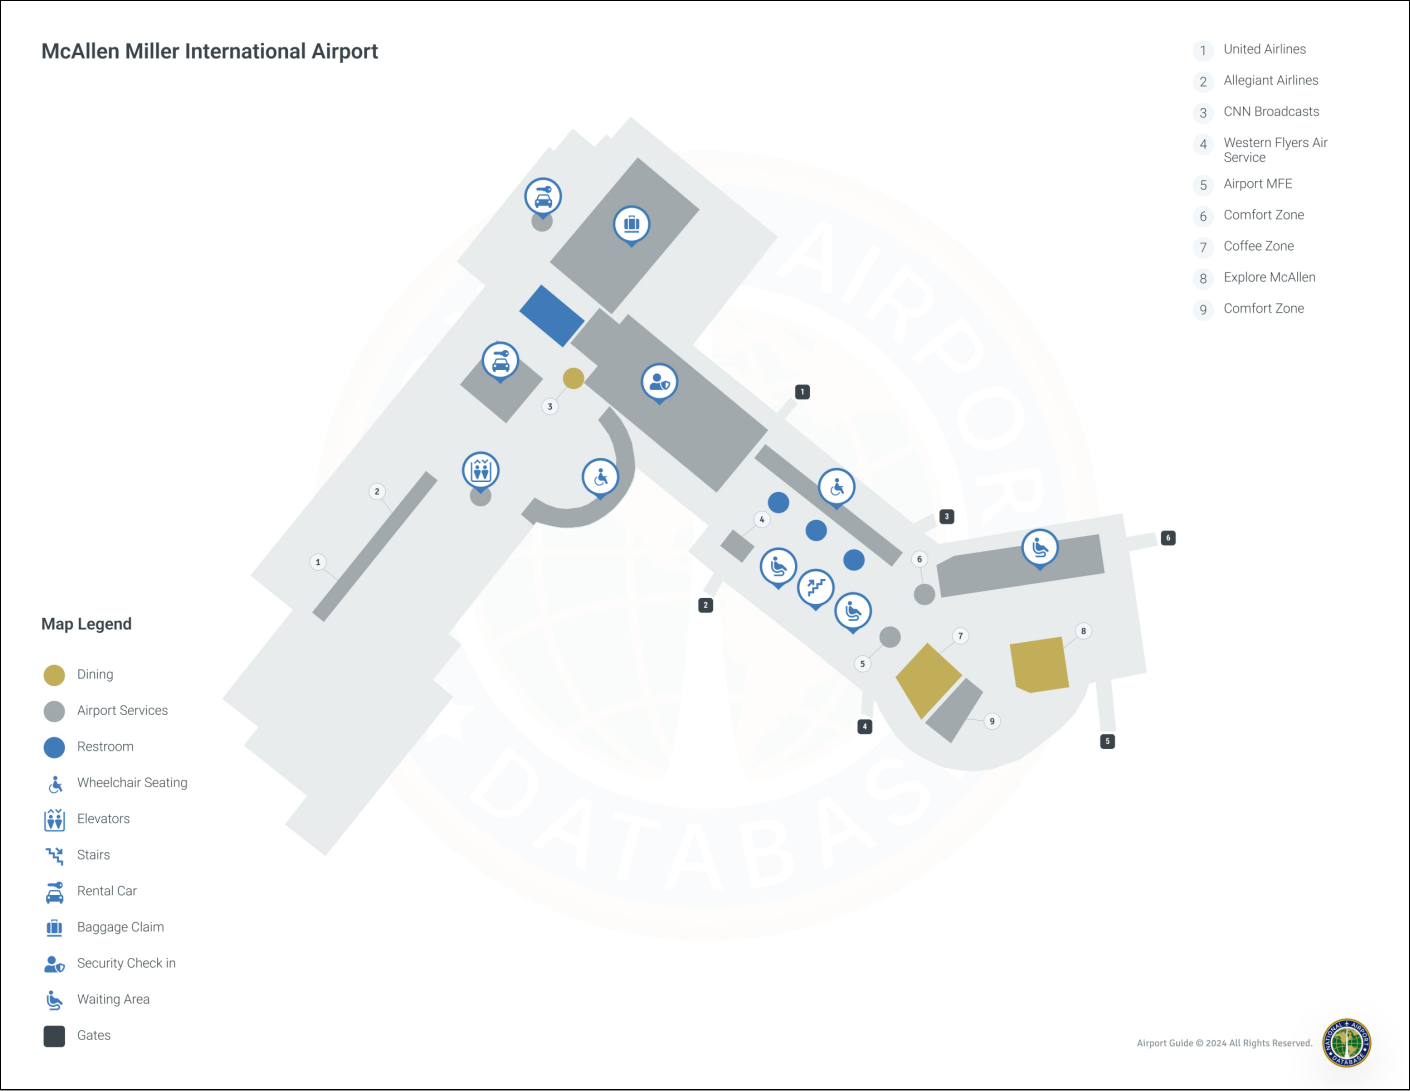 McAllen Miller International Airport
1 United Airlines
2 Allegiant Airlines
3 CNN Broadcasts
4 Western Flyers Air
Service
5 Airport MFE
6 Comfort Zone
7 Coffee Zone
8 Explore McAllen
9 Comfort Zone
AIRPORT
DATABASE
1
3
2
1
3
4
6
6
2
5
7
8
4
9
5
Map Legend
Dining
Airport Services
Restroom
Wheelchair Seating
Elevators
Stairs
Rental Car
Baggage Claim
Security Check in
Waiting Area
Gates
Airport Guide © 2024 All Rights Reserved.
NATIONAL AIRPORT
DATABASE